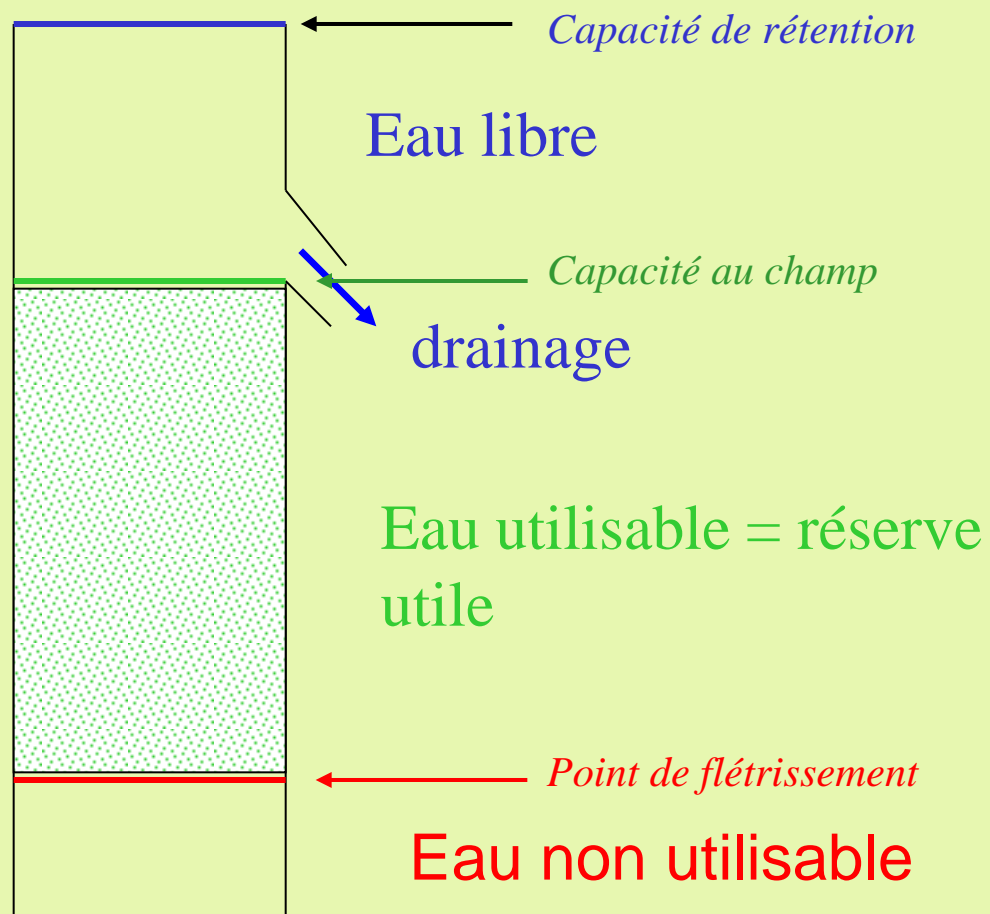 Capacité de rétention
Eau libre
Capacité au champ
drainage
Eau utilisable = réserve
utile
Point de flétrissement
Eau non utilisable